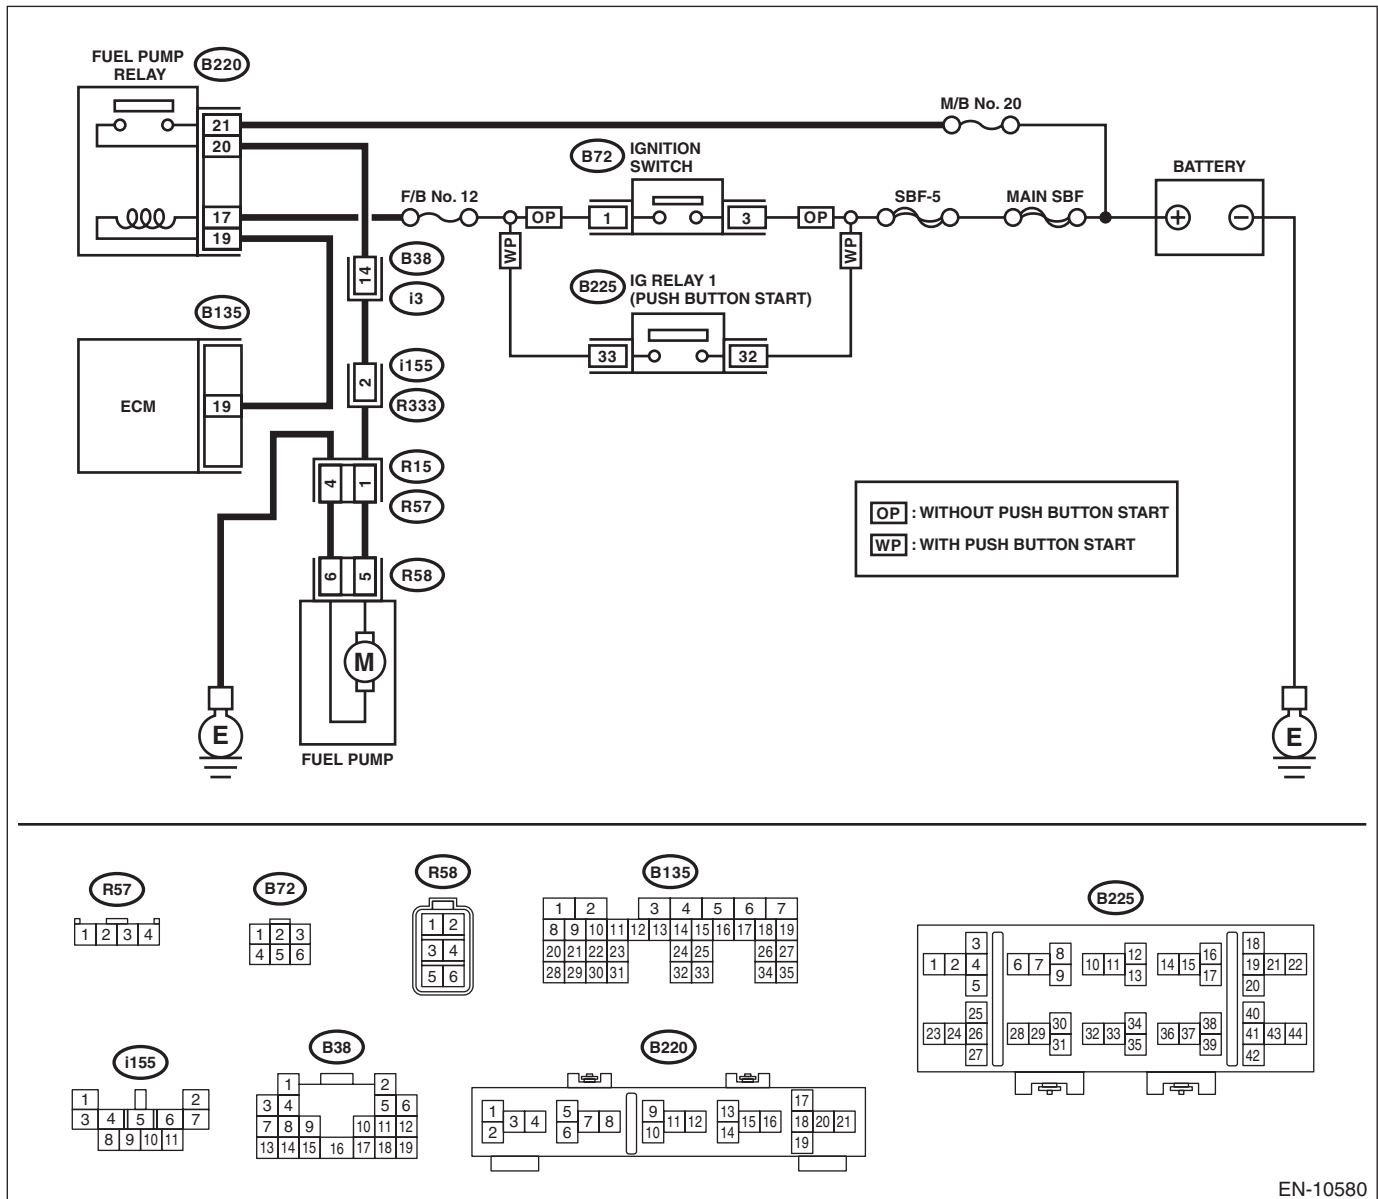 FUEL PUMP
RELAY
B220
21
20
17
19
M/B No. 20
B72
IGNITION
SWITCH
BATTERY
F/B No. 12
OP
1
3
OP
SBF-5
MAIN SBF
+
−
WP
WP
B225
IG RELAY 1
(PUSH BUTTON START)
33
32
14
B38
i3
B135
ECM
19
2
i155
R333
4
1
R15
R57
6
5
R58
M
FUEL PUMP
E
E
OP : WITHOUT PUSH BUTTON START
WP : WITH PUSH BUTTON START
R57
1 2 3 4
B72
1 2 3
4 5 6
R58
1 2
3 4
5 6
B135
1 2 3 4 5 6 7
8 9 10 11 12 13 14 15 16 17 18 19
20 21 22 23 24 25 26 27
28 29 30 31 32 33 34 35
B225
3 8 12 16 18
1 2 4 6 7 9 10 11 13 14 15 17 19 21 22
5 20
25 30 34 38 40
23 24 26 28 29 31 32 33 35 36 37 39 41 43 44
27 42
i155
1 2
3 4 5 6 7
8 9 10 11
B38
1 2
3 4 5 6
7 8 9 10 11 12
13 14 15 16 17 18 19
B220
1 5 9 13 17
3 4 7 8 11 12 15 16 18 20 21
2 6 10 14 19
EN-10580